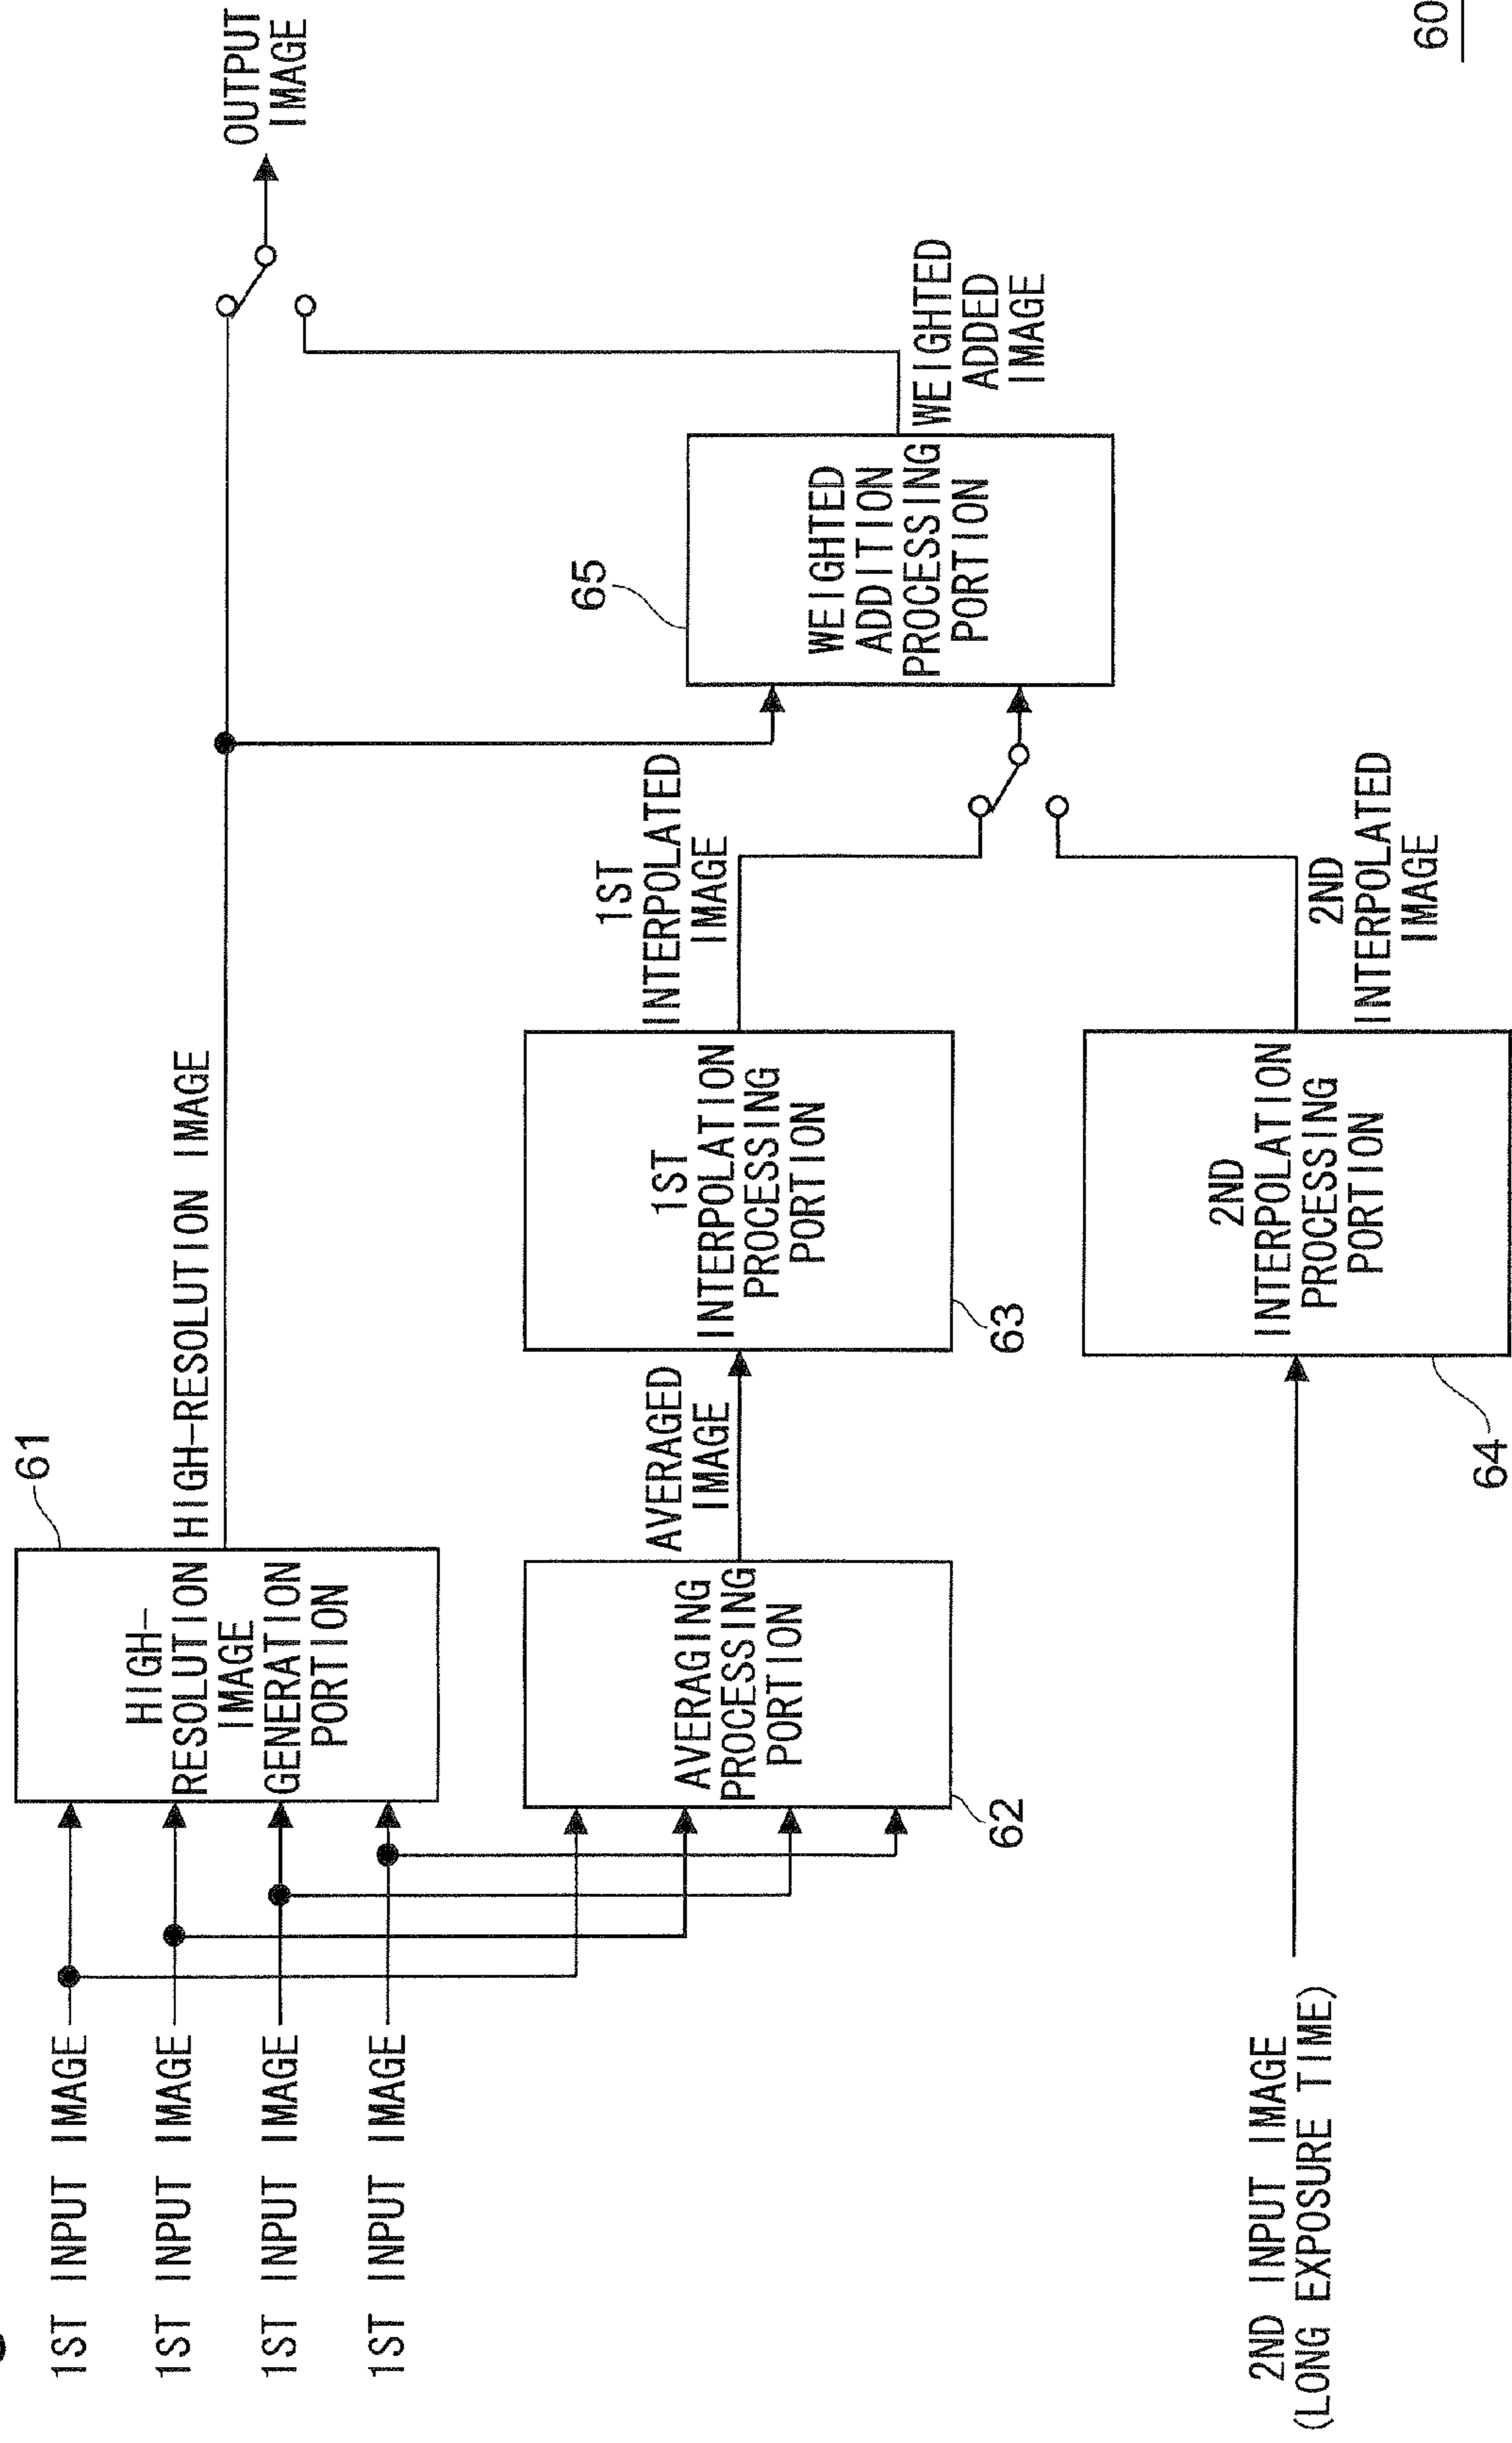 1ST INPUT IMAGE
1ST INPUT IMAGE
1ST INPUT IMAGE
1ST INPUT IMAGE
61
HIGH-
RESOLUTION
IMAGE
GENERATION
PORTION
HIGH-RESOLUTION IMAGE
OUTPUT
IMAGE
62
AVERAGING
PROCESSING
PORTION
AVERAGED
IMAGE
63
1ST
INTERPOLATION
PROCESSING
PORTION
1ST
INTERPOLATED
IMAGE
65
WEIGHTED
ADDITION
PROCESSING
PORTION
WEIGHTED
ADDED
IMAGE
2ND INPUT IMAGE
(LONG EXPOSURE TIME)
64
2ND
INTERPOLATION
PROCESSING
PORTION
2ND
INTERPOLATED
IMAGE
60